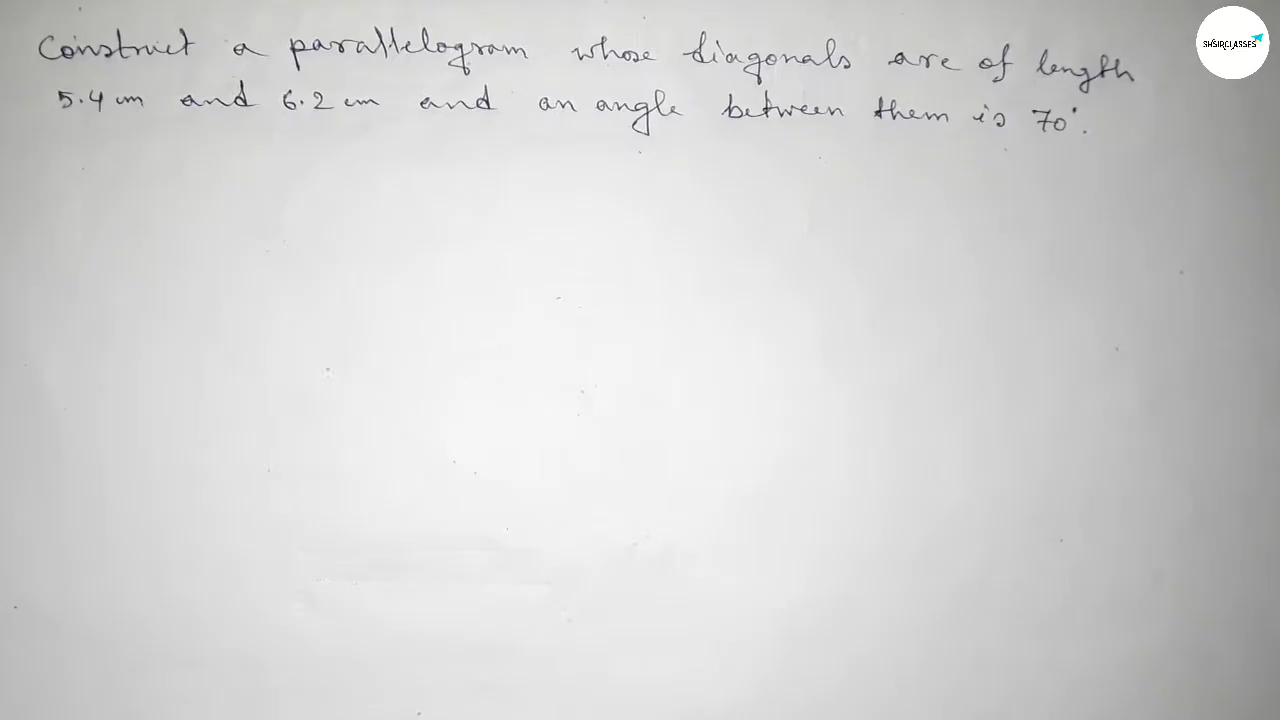 Construct a parallelogram whose diagonals are of length
5.4 cm and 6.2 cm and an angle between them is 70°.
SHSIRCLASSES